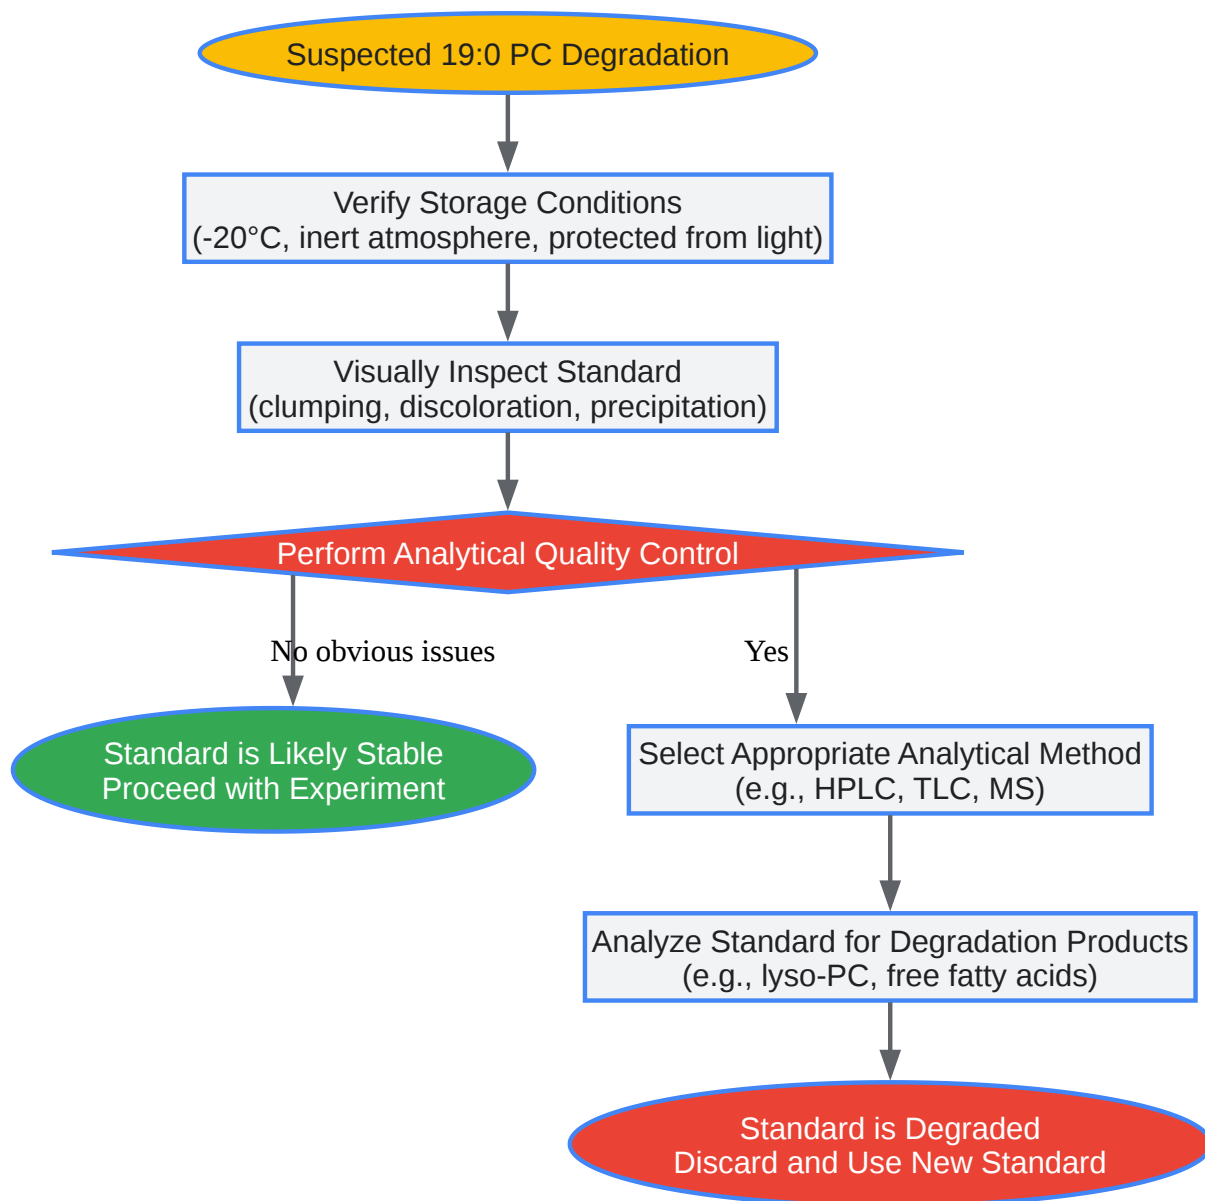 Suspected 19:0 PC Degradation
Verify Storage Conditions
(-20°C, inert atmosphere, protected from light)
Visually Inspect Standard
(clumping, discoloration, precipitation)
Perform Analytical Quality Control
No obvious issues
Yes
Standard is Likely Stable
Proceed with Experiment
Select Appropriate Analytical Method
(e.g., HPLC, TLC, MS)
Analyze Standard for Degradation Products
(e.g., lyso-PC, free fatty acids)
Standard is Degraded
Discard and Use New Standard